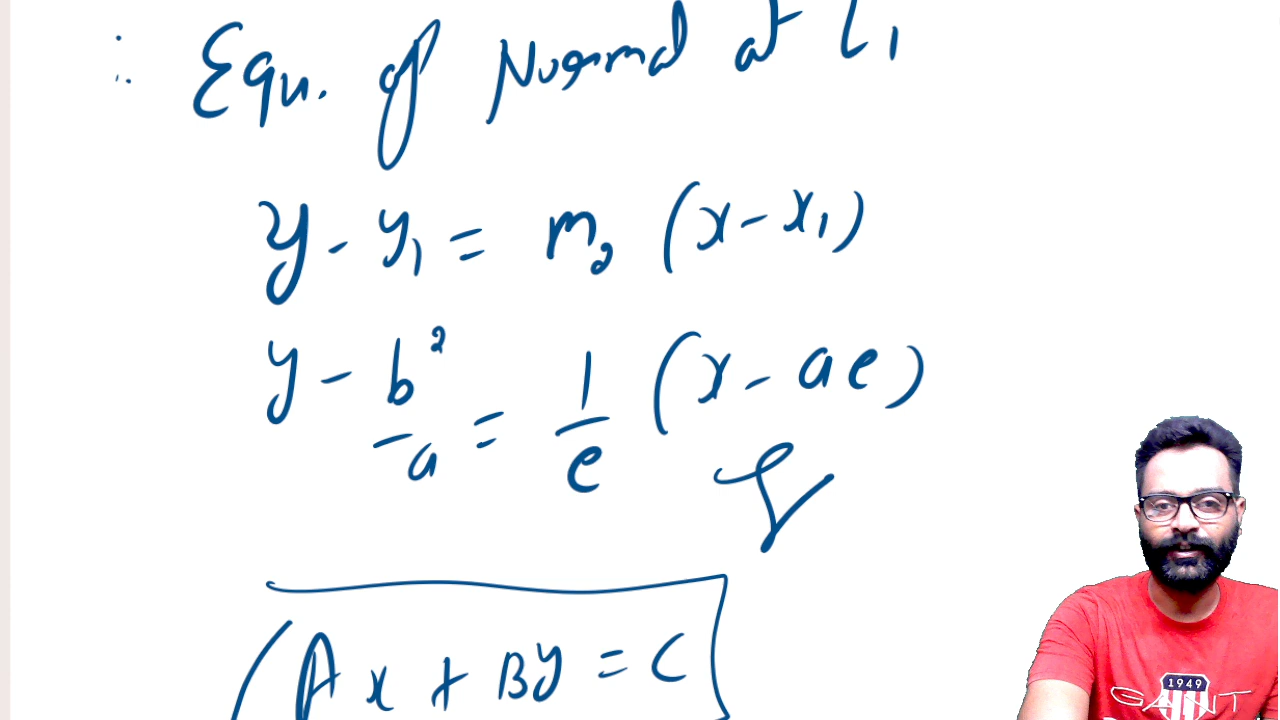 ∴ Equ. of Normal at L₁
y - y₁ = m₂ (x - x₁)
y - b²/a = 1/e (x - ae)
Ax + By = C
1949
GANT